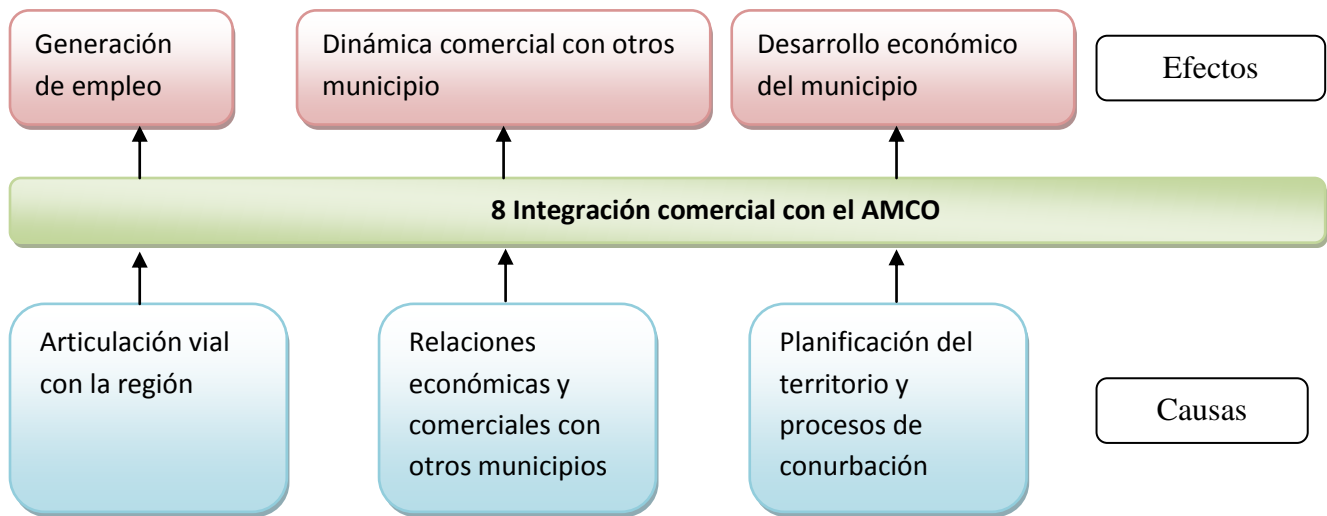 Generación
de empleo
Dinámica comercial con otros
municipio
Desarrollo económico
del municipio
Efectos
8 Integración comercial con el AMCO
Articulación vial
con la región
Relaciones
económicas y
comerciales con
otros municipios
Planificación del
territorio y
procesos de
conurbación
Causas